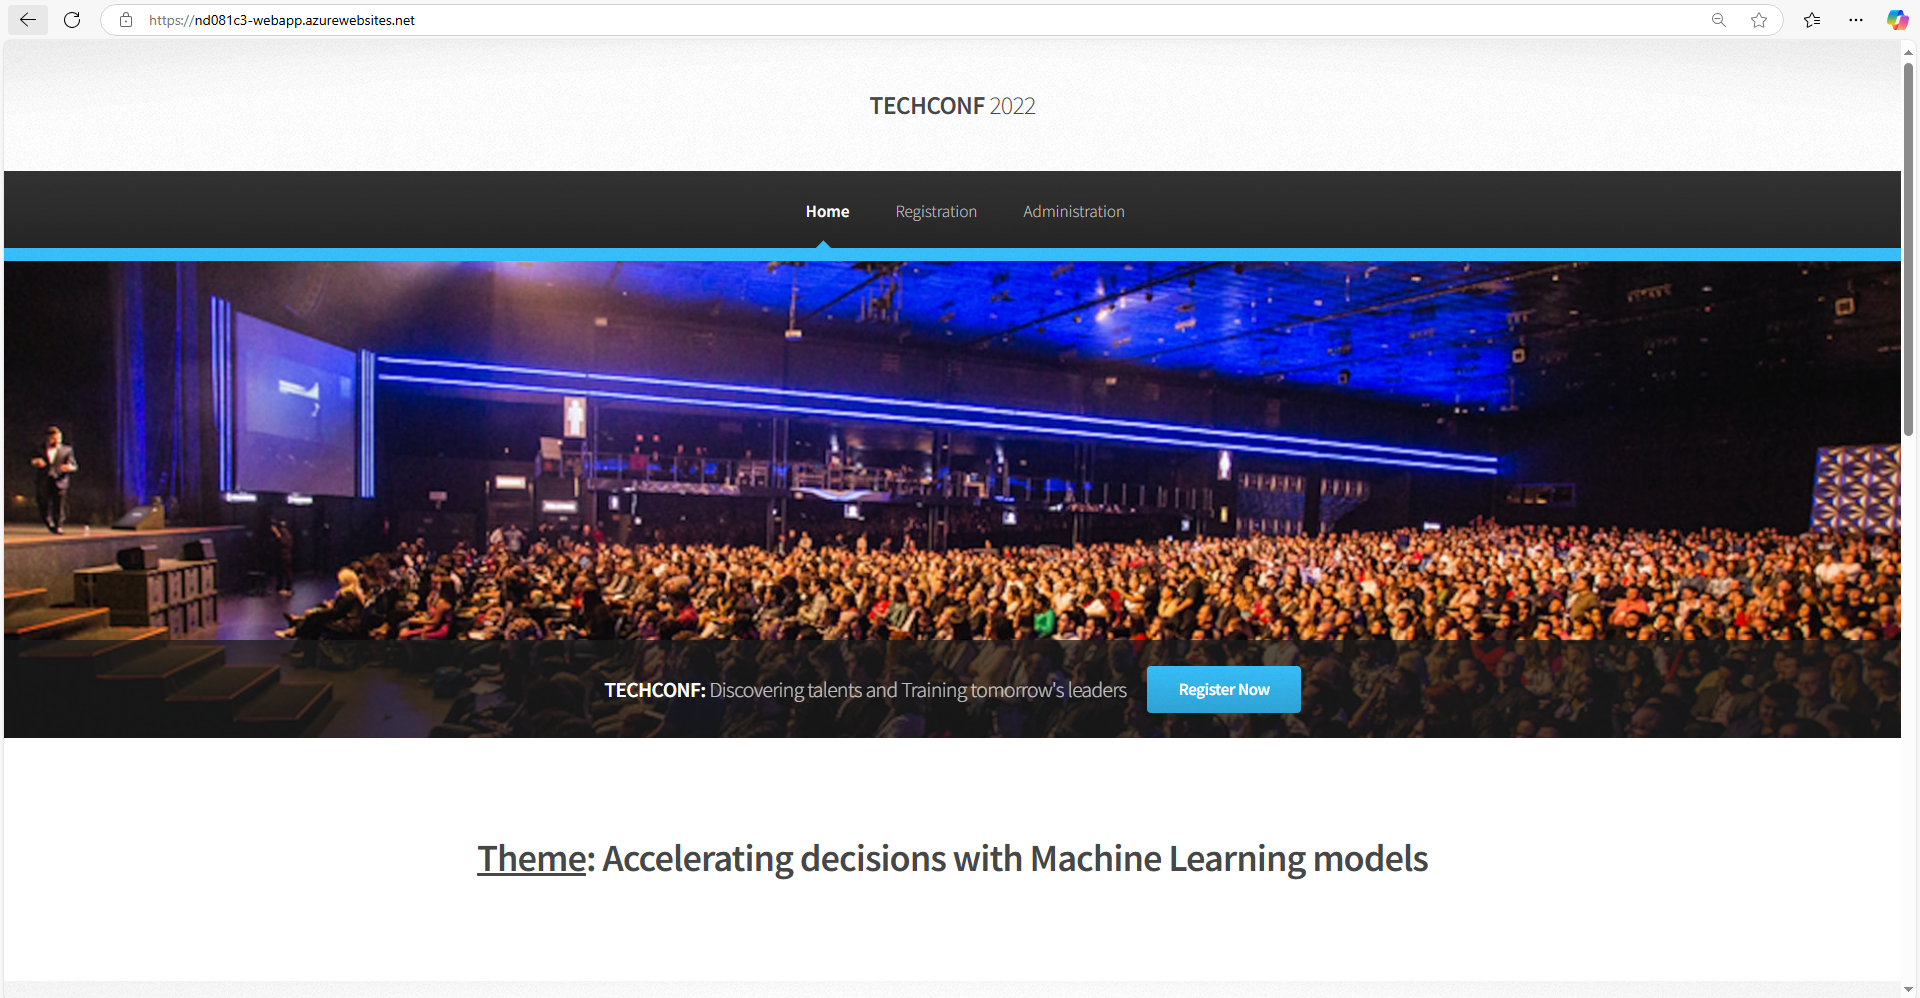 https://nd081c3-webapp.azurewebsites.net
TECHCONF 2022
Home Registration Administration
TECHCONF: Discovering talents and Training tomorrow's leaders Register Now
Theme: Accelerating decisions with Machine Learning models